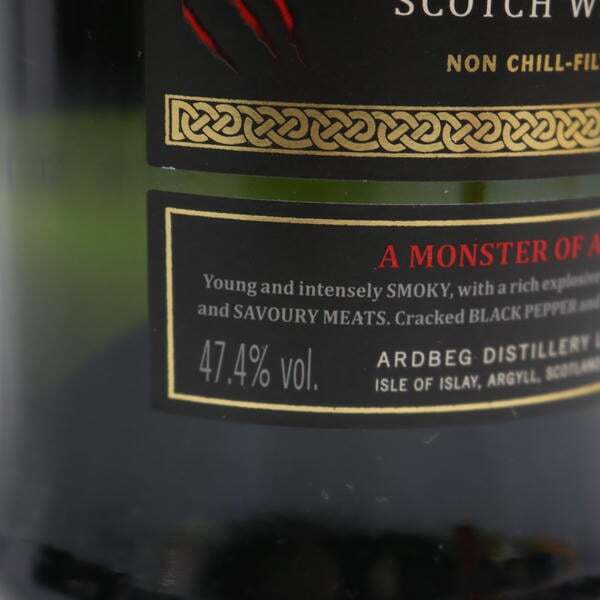 SCOTCH W
NON CHILL-FIL
A MONSTER OF A
Young and intensely SMOKY, with a rich explosive
and SAVOURY MEATS. Cracked BLACK PEPPER and
47.4% vol.
ARDBEG DISTILLERY L
ISLE OF ISLAY, ARGYLL, SCOTLAND